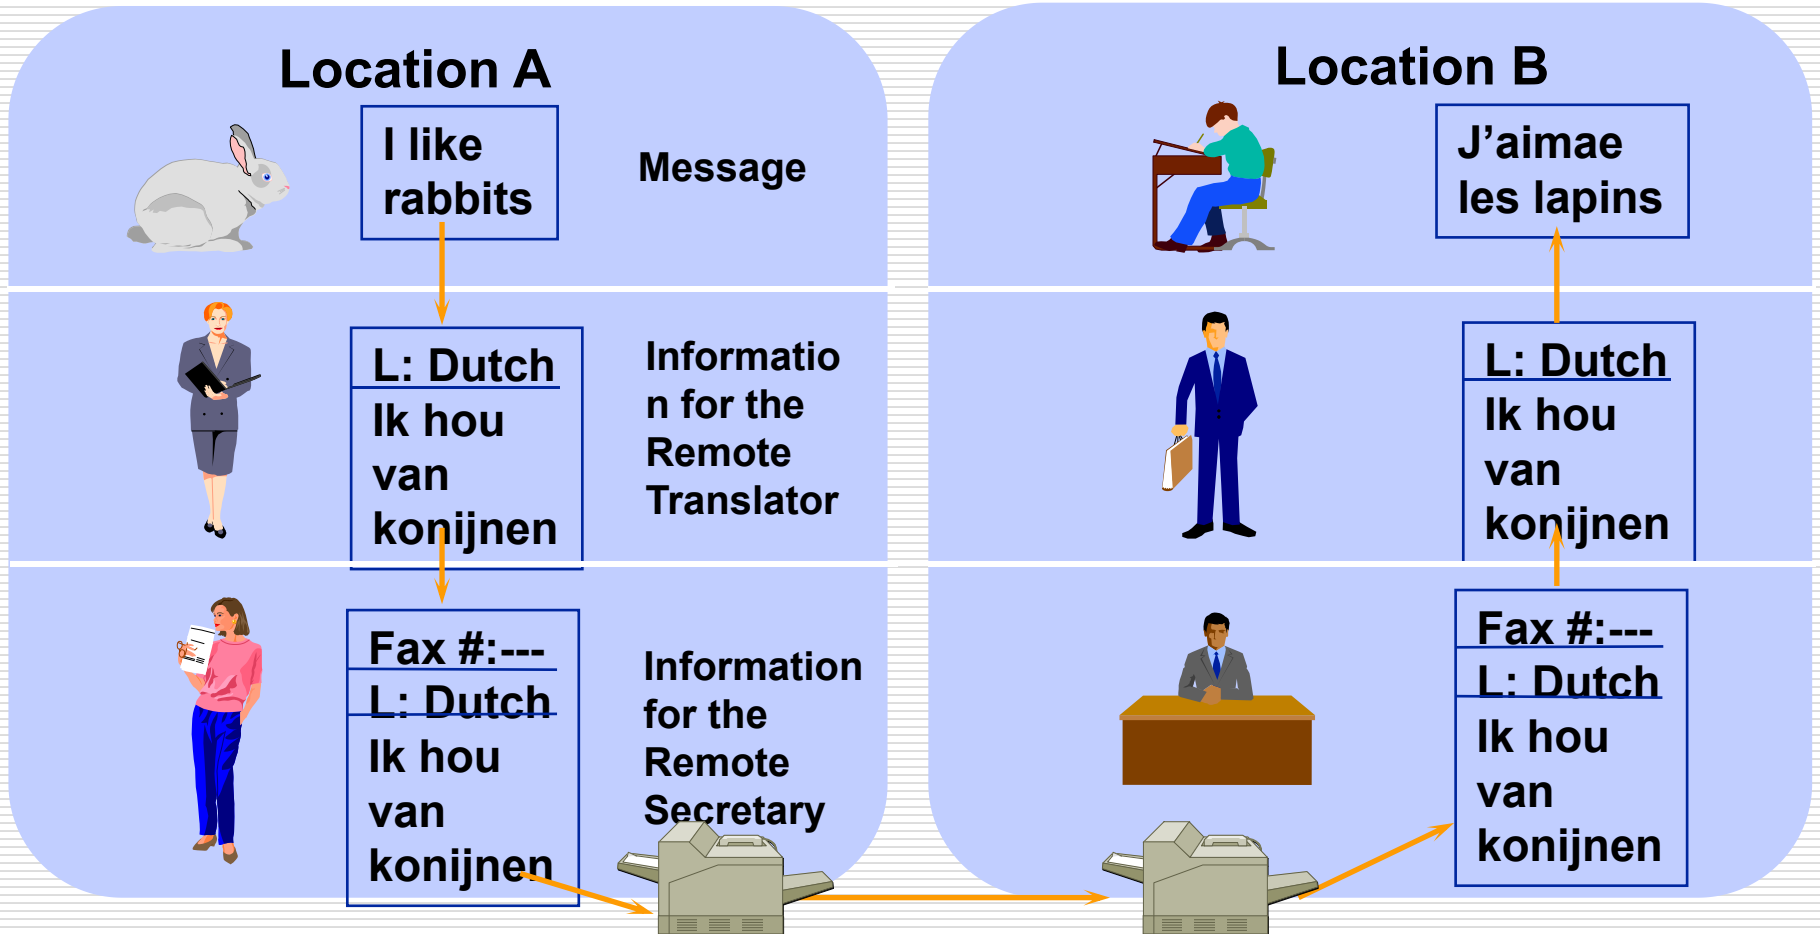 Location A
I like
rabbits
Message
L: Dutch
Ik hou
van
konijnen
Informatio
n for the
Remote
Translator
Fax #:---
L: Dutch
Ik hou
van
konijnen
Information
for the
Remote
Secretary
Location B
J’aimae
les lapins
L: Dutch
Ik hou
van
konijnen
Fax #:---
L: Dutch
Ik hou
van
konijnen